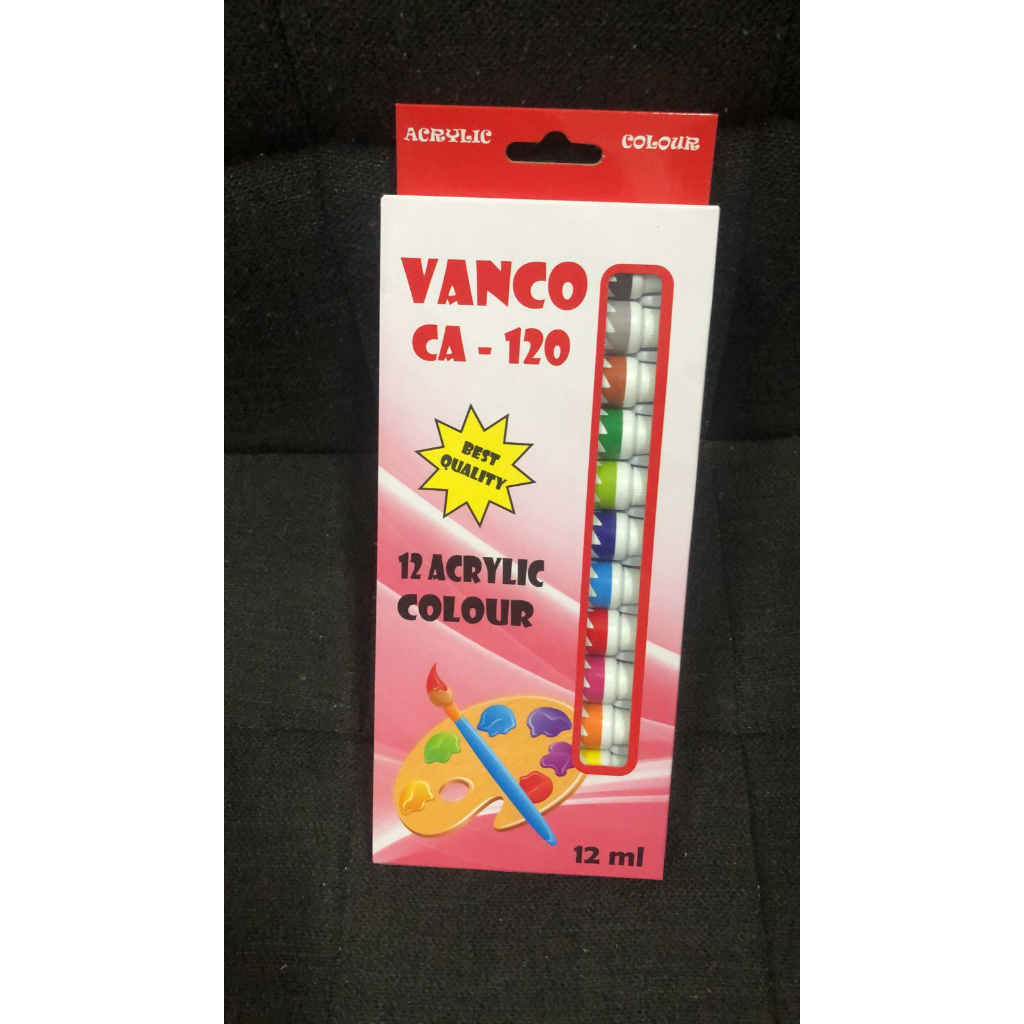 ACRYLIC COLOUR
VANCO
CA - 120
BEST
QUALITY
12 ACRYLIC
COLOUR
12 ml